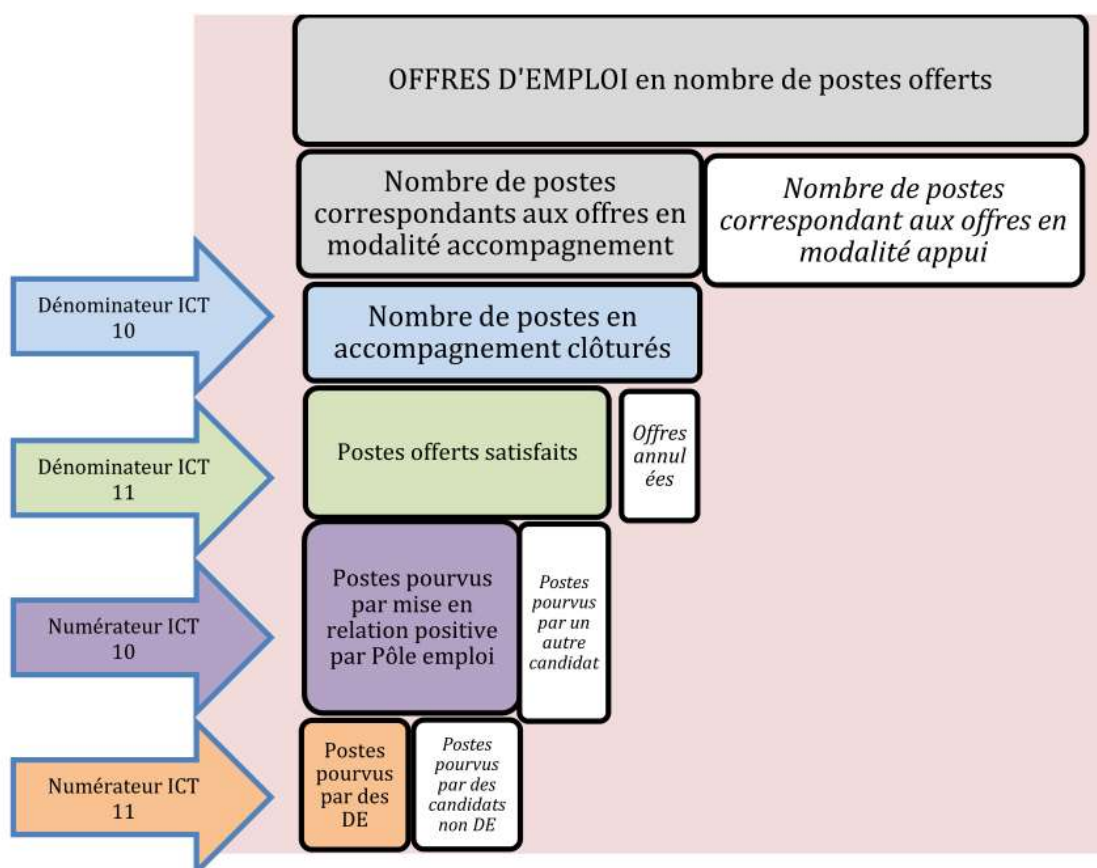 OFFRES D'EMPLOI en nombre de postes offerts
Nombre de postes
correspondants aux offres en
modalité accompagnement
Nombre de postes
correspondant aux offres en
modalité appui
Dénominateur ICT
10
Nombre de postes en
accompagnement clôturés
Dénominateur ICT
11
Postes offerts satisfaits
Offres
annul
ées
Numérateur ICT
10
Postes pourvus
par mise en
relation positive
par Pôle emploi
Postes
pourvus
par un
autre
candidat
Numérateur ICT
11
Postes
pourvus
par des
DE
Postes
pourvus
par des
candidats
non DE